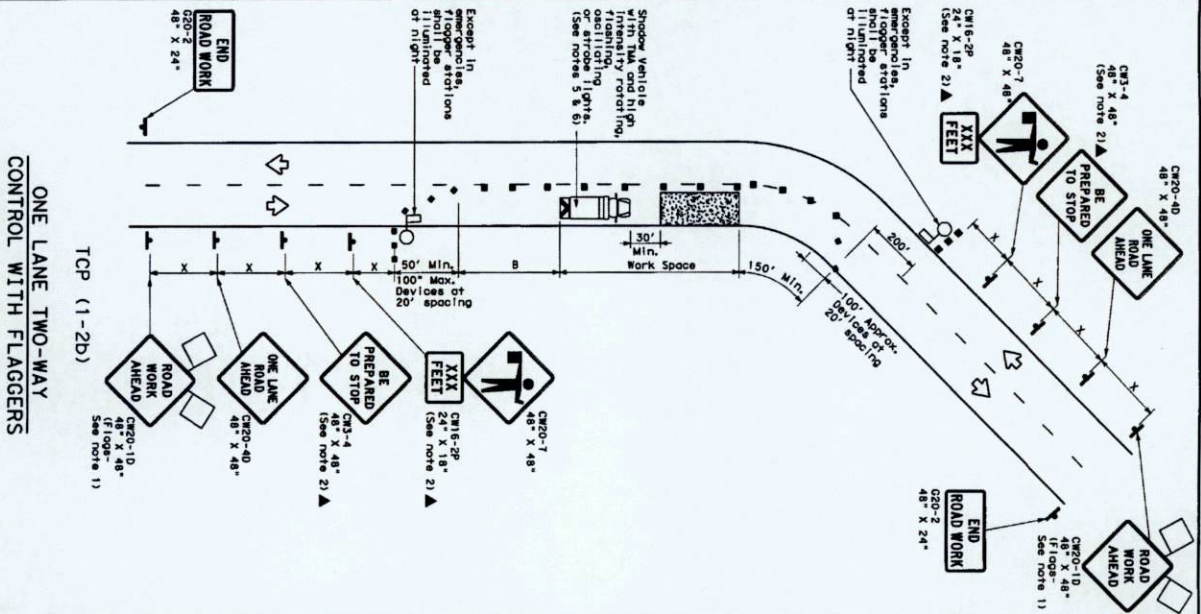 CW20-4D
48" X 48"
ONE LANE
ROAD
AHEAD
CW3-4
48" X 48"
(See note 2)▲
BE
PREPARED
TO STOP
CW20-7
48" X 48"
XXX
FEET
CW16-2P
24" X 18"
(See note 2)▲
Except in
emergencies,
flagger stations
shall be
illuminated
at night
Shadow Vehicle
with TMA and high
intensity rotating,
flashing,
oscillating
or strobe lights.
(See notes 5 & 6)
Except in
emergencies,
flagger stations
shall be
illuminated
at night
END
ROAD WORK
G20-2
48" X 24"
X
X
X
200'
100' Approx.
Devices at
20' spacing
150' Min.
30'
Min.
Work Space
B
50' Min.
100" Max.
Devices at
20' spacing
X
X
X
X
ROAD
WORK
AHEAD
CW20-1D
48" X 48"
(Flags-
See note 1)
END
ROAD WORK
G20-2
48" X 24"
CW20-7
48" X 48"
XXX
FEET
CW16-2P
24" X 18"
(See note 2)▲
BE
PREPARED
TO STOP
CW3-4
48" X 48"
(See note 2)▲
ONE LANE
ROAD
AHEAD
CW20-4D
48" X 48"
ROAD
WORK
AHEAD
CW20-1D
48" X 48"
(Flags-
See note 1)
TCP (1-2b)
ONE LANE TWO-WAY
CONTROL WITH FLAGGERS